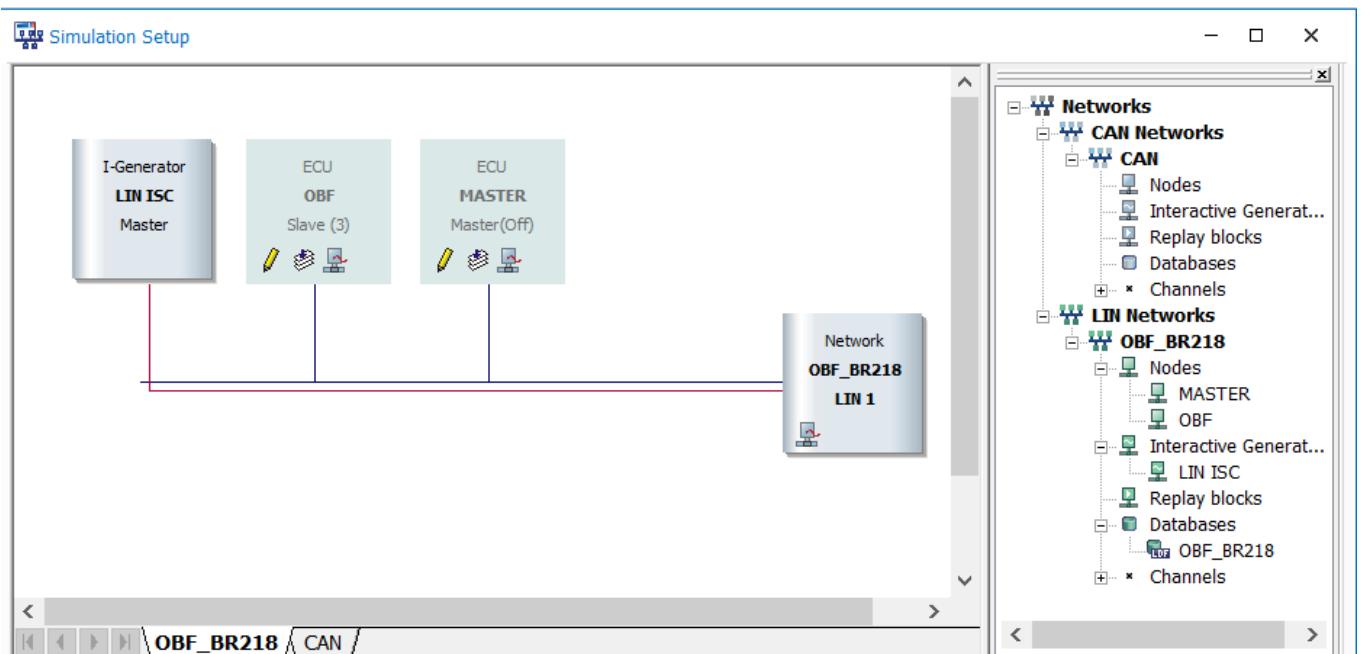 Simulation Setup
I-Generator
LIN ISC
Master
ECU
OBF
Slave (3)
ECU
MASTER
Master(Off)
Network
OBF_BR218
LIN 1
OBF_BR218
CAN
Networks
CAN Networks
CAN
Nodes
Interactive Generat...
Replay blocks
Databases
Channels
LIN Networks
OBF_BR218
Nodes
MASTER
OBF
Interactive Generat...
LIN ISC
Replay blocks
Databases
LDF
OBF_BR218
Channels